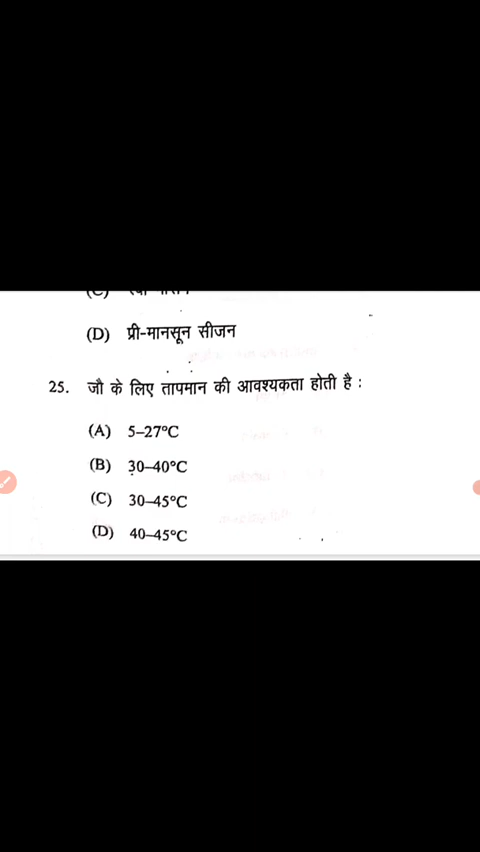 (D) प्री-मानसून सीजन
25. जौ के लिए तापमान की आवश्यकता होती है :
(A) 5–27°C
(B) 30–40°C
(C) 30–45°C
(D) 40–45°C